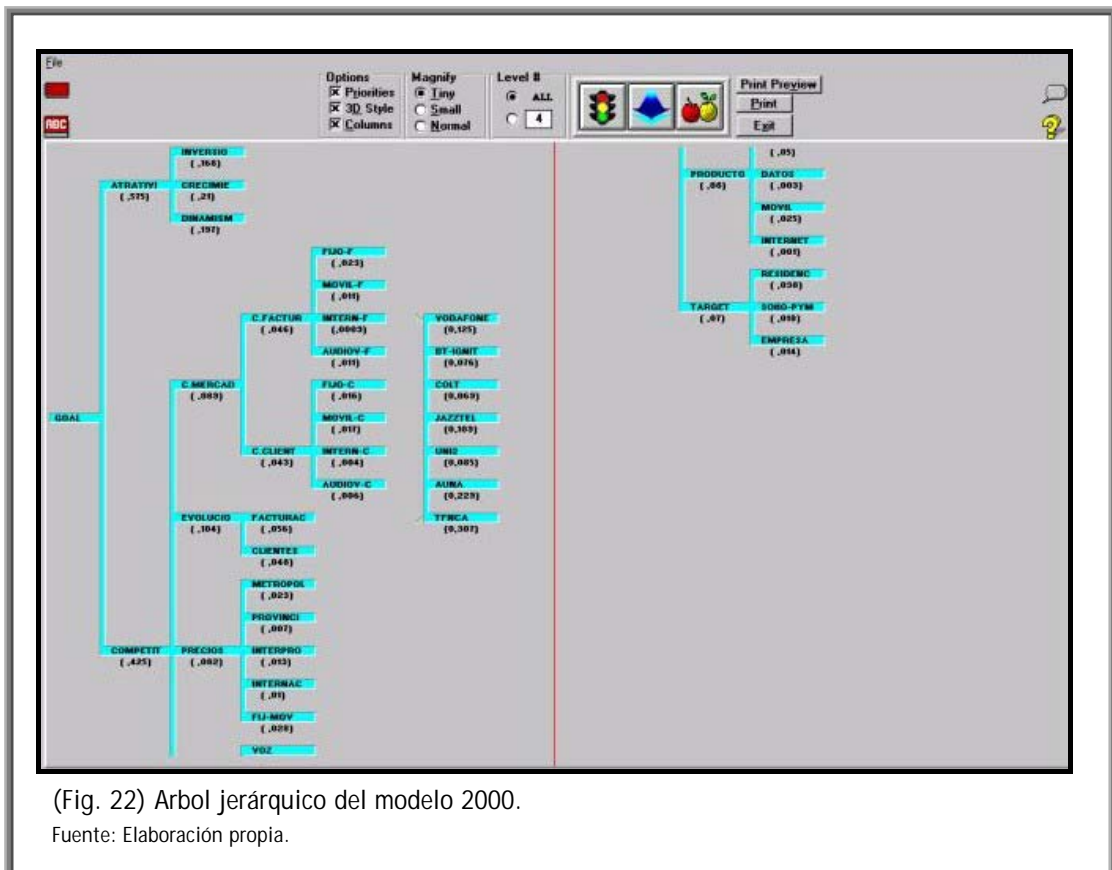 File
ABC
Options
Priorities
3D Style
Columns
Magnify
Tiny
Small
Normal
Level #
ALL
4
Print Preview
Print
Exit
INVERSIO
( ,168)
ATRATIVI
( ,575)
CRECIMIE
( ,21)
DINAMISM
( ,197)
FIJO-F
( ,023)
MOVIL-F
( ,011)
C.FACTUR
( ,046)
INTERN-F
( ,0003)
AUDIOV-F
( ,011)
C.MERCAD
( ,089)
FIJO-C
( ,016)
MOVIL-C
( ,017)
C.CLIENT
( ,043)
INTERN-C
( ,004)
AUDIOV-C
( ,006)
GOAL
VODAFONE
(0,125)
BT-IGNIT
(0,076)
COLT
(0,069)
JAZZTEL
(0,109)
UNI2
(0,085)
AUNA
(0,229)
TFNCA
(0,307)
EVOLUCIO
( ,104)
FACTURAC
( ,056)
CLIENTES
( ,048)
METROPOL
( ,023)
PROVINCI
( ,007)
COMPETIT
( ,425)
PRECIOS
( ,082)
INTERPRO
( ,013)
INTERNAC
( ,01)
FIJ-MOV
( ,028)
VOZ
( ,05)
PRODUCTO
( ,08)
DATOS
( ,003)
MOVIL
( ,025)
INTERNET
( ,001)
RESIDENC
( ,038)
TARGET
( ,07)
SOHO-PYM
( ,018)
EMPRESA
( ,014)
(Fig. 22) Arbol jerárquico del modelo 2000.
Fuente: Elaboración propia.